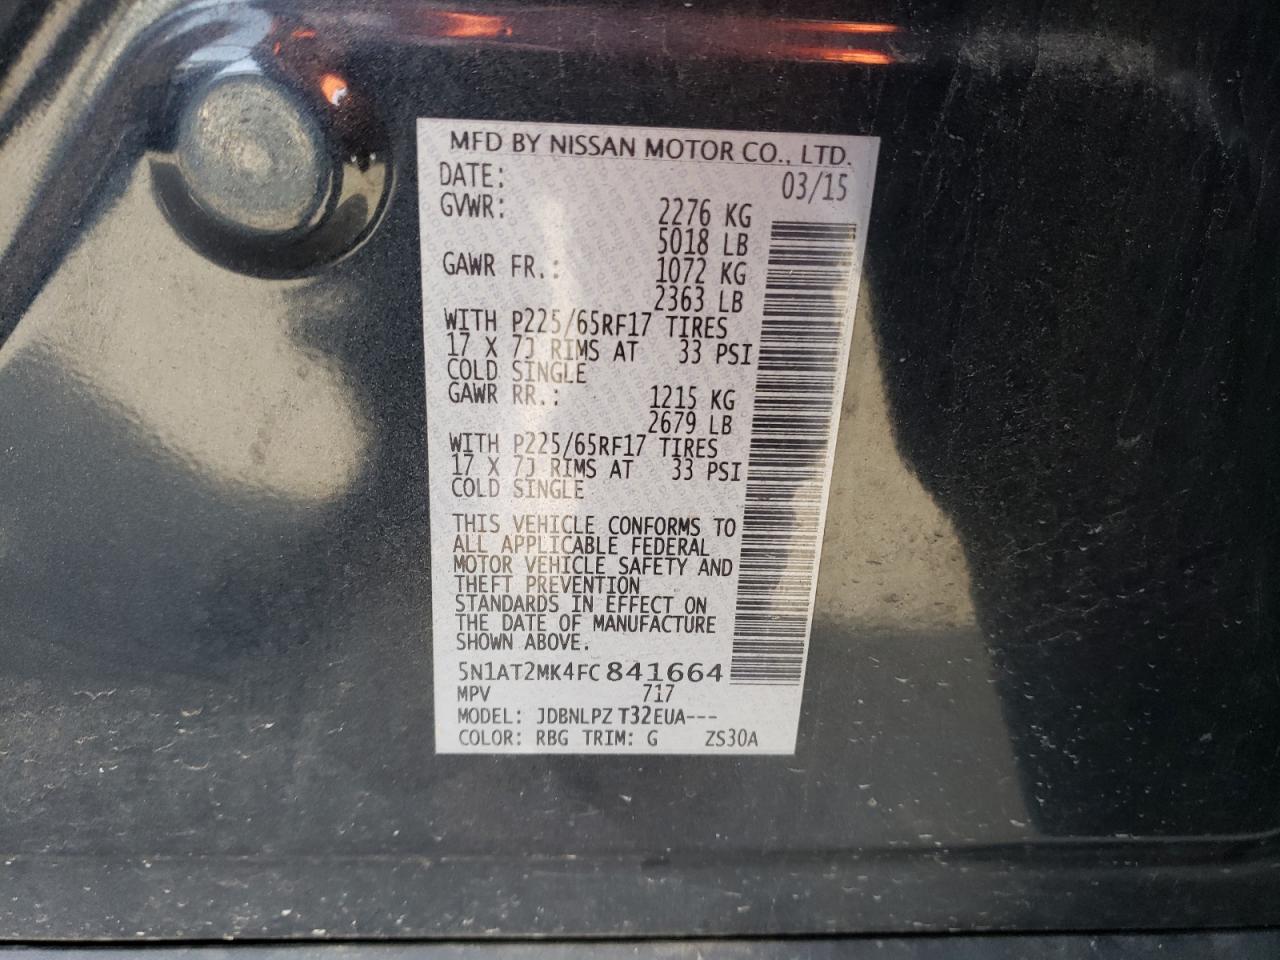 MFD BY NISSAN MOTOR CO., LTD.
DATE: 03/15
GVWR: 2276 KG
5018 LB
GAWR FR.: 1072 KG
2363 LB
WITH P225/65RF17 TIRES
17 X 7J RIMS AT 33 PSI
COLD SINGLE
GAWR RR.: 1215 KG
2679 LB
WITH P225/65RF17 TIRES
17 X 7J RIMS AT 33 PSI
COLD SINGLE
THIS VEHICLE CONFORMS TO
ALL APPLICABLE FEDERAL
MOTOR VEHICLE SAFETY AND
THEFT PREVENTION
STANDARDS IN EFFECT ON
THE DATE OF MANUFACTURE
SHOWN ABOVE.
5N1AT2MK4FC841664
MPV 717
MODEL: JDBNLPZ T32EUA---
COLOR: RBG TRIM: G ZS30A